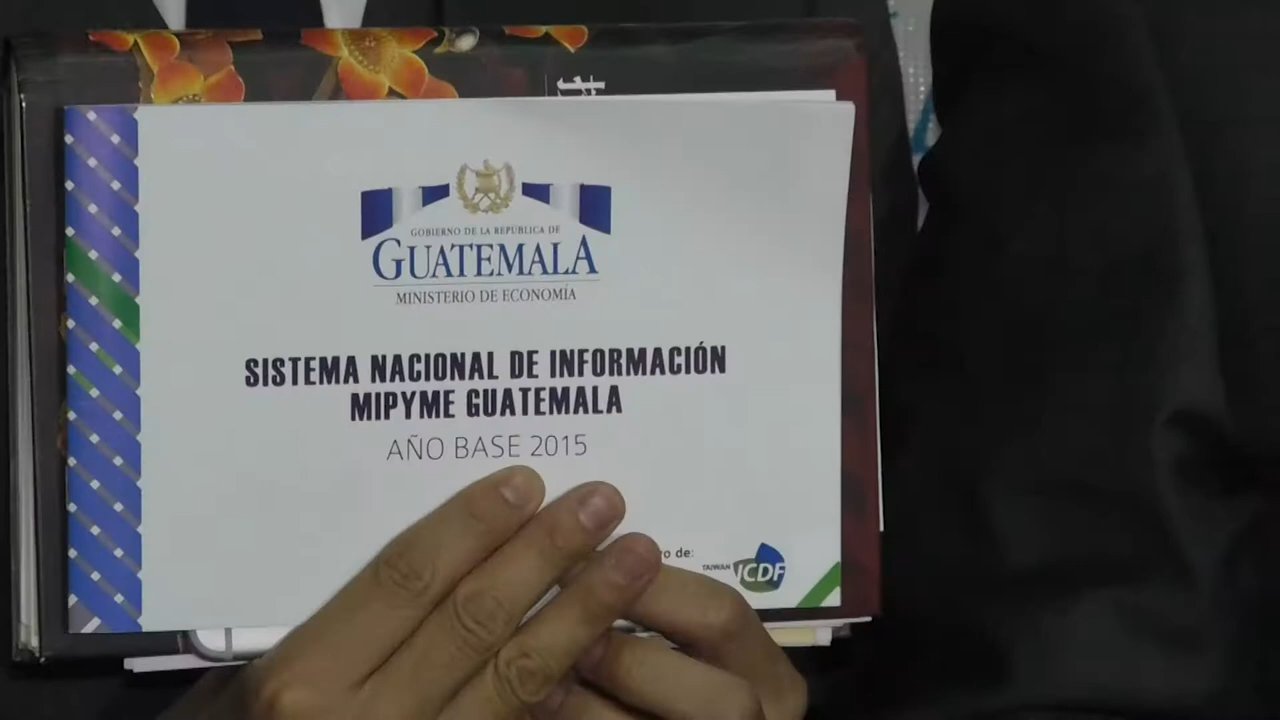 GOBIERNO DE LA REPÚBLICA DE
GUATEMALA
MINISTERIO DE ECONOMÍA
SISTEMA NACIONAL DE INFORMACIÓN
MIPYME GUATEMALA
AÑO BASE 2015
de:
TAIWAN ICDF